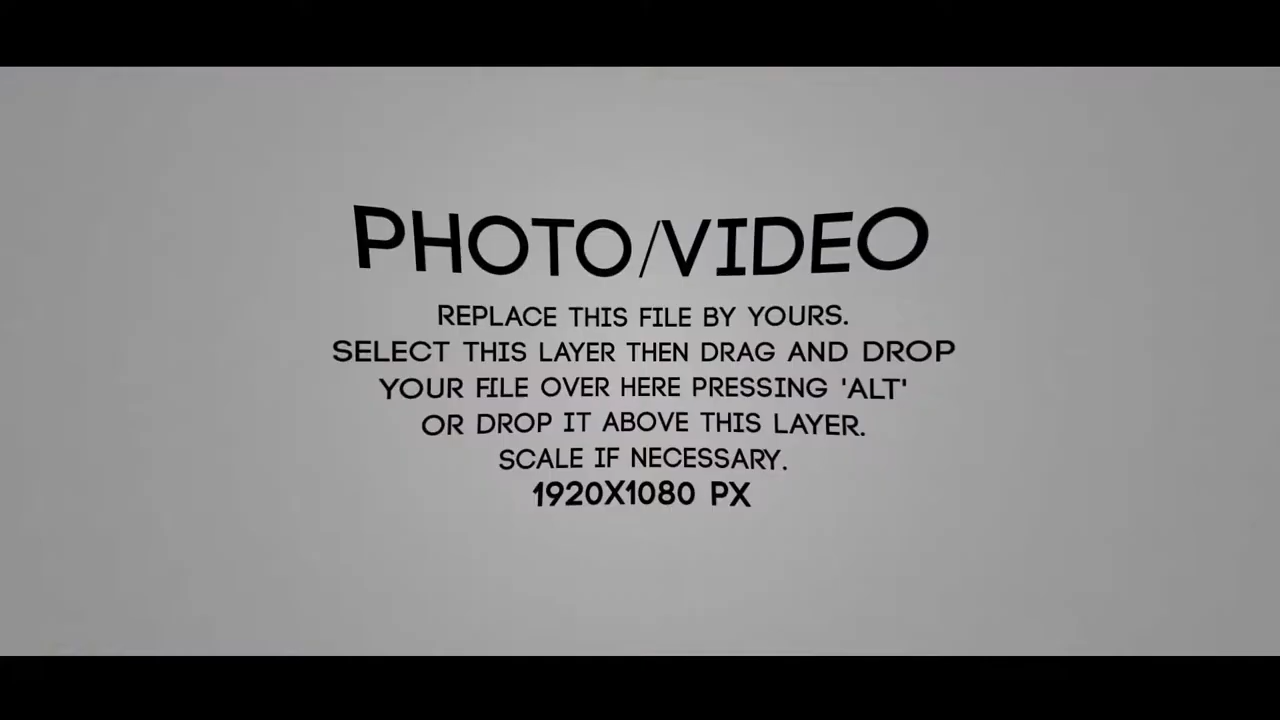 PHOTO/VIDEO
REPLACE THIS FILE BY YOURS.
SELECT THIS LAYER THEN DRAG AND DROP
YOUR FILE OVER HERE PRESSING 'ALT'
OR DROP IT ABOVE THIS LAYER.
SCALE IF NECESSARY.
1920X1080 PX